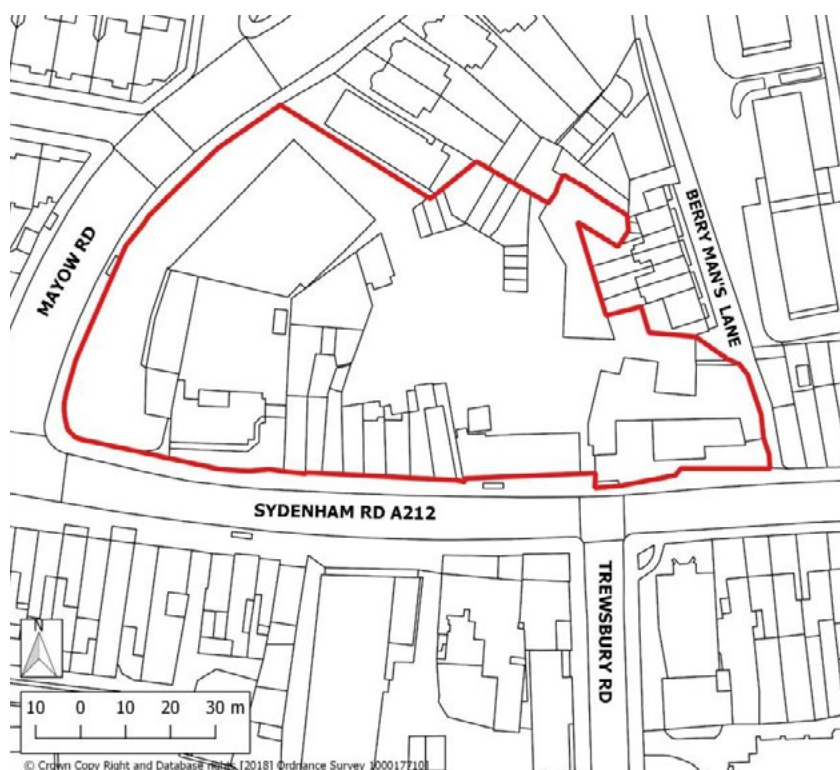 MAYOW RD
BERRY MAN'S LANE
SYDENHAM RD A212
TREWSBURY RD
N
10 0 10 20 30 m
© Crown Copy Right and Database rights [2018] Ordnance Survey 100017710]